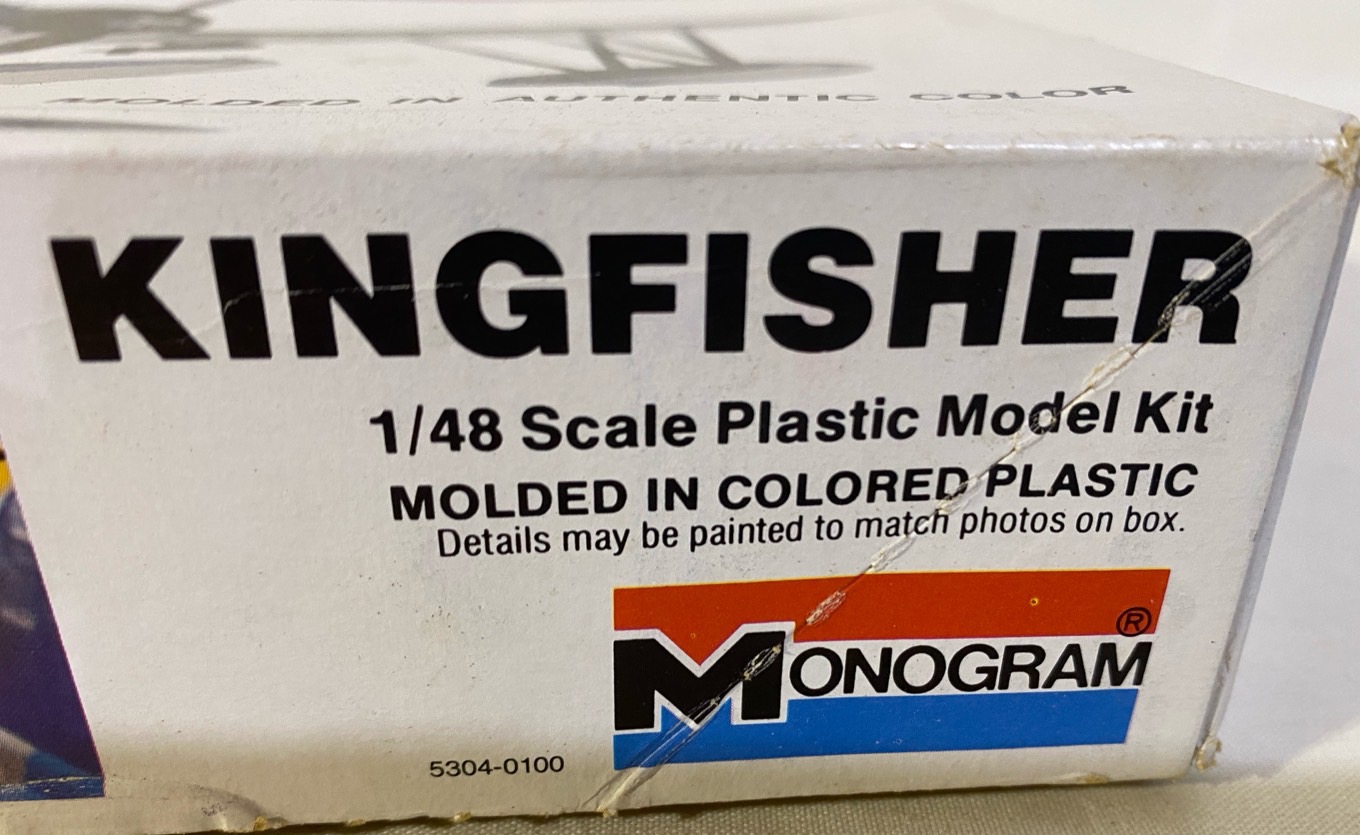 MOLDED IN AUTHENTIC COLOR
KINGFISHER
1/48 Scale Plastic Model Kit
MOLDED IN COLORED PLASTIC
Details may be painted to match photos on box.
MONOGRAM®
5304-0100